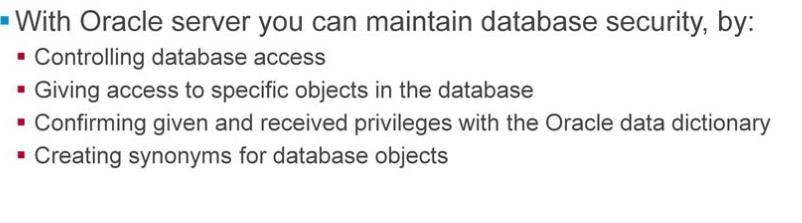 With Oracle server you can maintain database security, by:
Controlling database access
Giving access to specific objects in the database
Confirming given and received privileges with the Oracle data dictionary
Creating synonyms for database objects